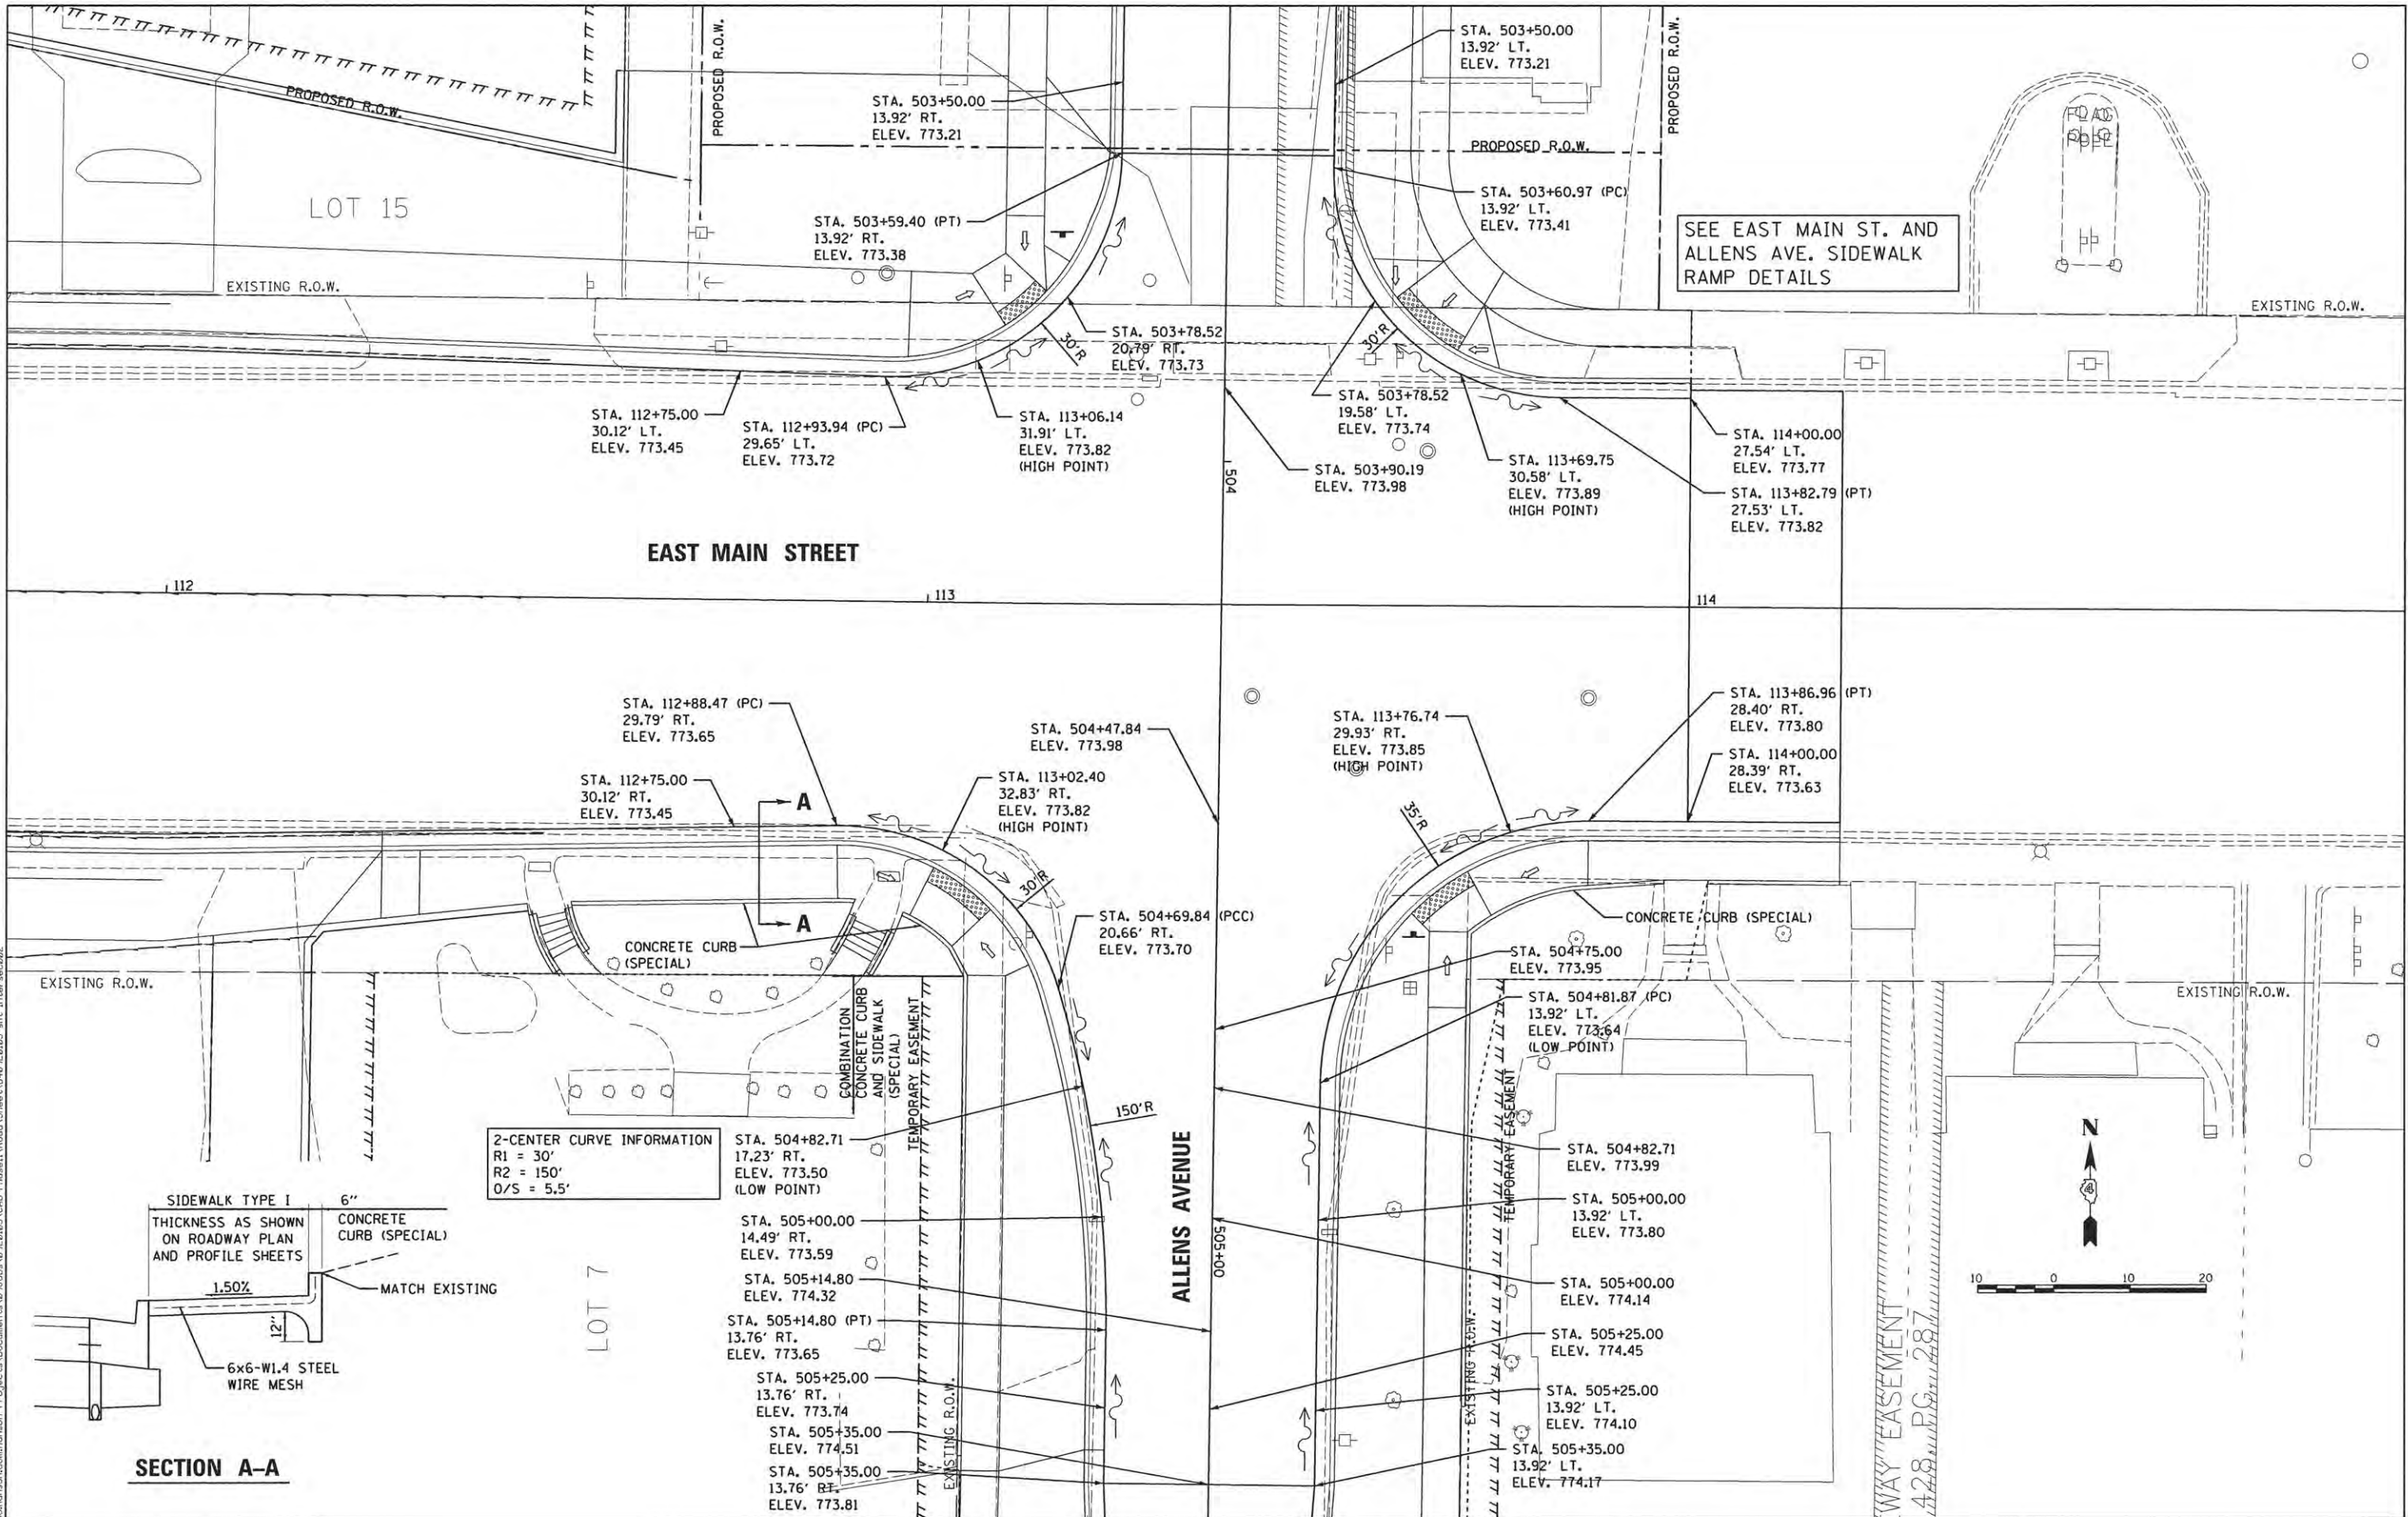 PROPOSED R.O.W.
PROPOSED R.O.W.
STA. 503+50.00
13.92' RT.
ELEV. 773.21
STA. 503+50.00
13.92' LT.
ELEV. 773.21
PROPOSED R.O.W.
PROPOSED R.O.W.
FLAG
POLE
LOT 15
STA. 503+59.40 (PT)
13.92' RT.
ELEV. 773.38
STA. 503+60.97 (PC)
13.92' LT.
ELEV. 773.41
SEE EAST MAIN ST. AND
ALLENS AVE. SIDEWALK
RAMP DETAILS
EXISTING R.O.W.
EXISTING R.O.W.
30'R
STA. 503+78.52
20.79' RT.
ELEV. 773.73
30'R
STA. 503+78.52
19.58' LT.
ELEV. 773.74
STA. 112+75.00
30.12' LT.
ELEV. 773.45
STA. 112+93.94 (PC)
29.65' LT.
ELEV. 773.72
STA. 113+06.14
31.91' LT.
ELEV. 773.82
(HIGH POINT)
504
STA. 503+90.19
ELEV. 773.98
STA. 113+69.75
30.58' LT.
ELEV. 773.89
(HIGH POINT)
STA. 114+00.00
27.54' LT.
ELEV. 773.77
STA. 113+82.79 (PT)
27.53' LT.
ELEV. 773.82
EAST MAIN STREET
112
113
114
STA. 112+88.47 (PC)
29.79' RT.
ELEV. 773.65
STA. 112+75.00
30.12' RT.
ELEV. 773.45
A
A
STA. 113+02.40
32.83' RT.
ELEV. 773.82
(HIGH POINT)
STA. 504+47.84
ELEV. 773.98
STA. 113+76.74
29.93' RT.
ELEV. 773.85
(HIGH POINT)
STA. 113+86.96 (PT)
28.40' RT.
ELEV. 773.80
STA. 114+00.00
28.39' RT.
ELEV. 773.63
35'R
30'R
CONCRETE CURB
(SPECIAL)
STA. 504+69.84 (PCC)
20.66' RT.
ELEV. 773.70
CONCRETE CURB (SPECIAL)
STA. 504+75.00
ELEV. 773.95
STA. 504+81.87 (PC)
13.92' LT.
ELEV. 773.64
(LOW POINT)
EXISTING R.O.W.
EXISTING R.O.W.
COMBINATION
CONCRETE CURB
AND SIDEWALK
(SPECIAL)
TEMPORARY EASEMENT
150'R
2-CENTER CURVE INFORMATION
R1 = 30'
R2 = 150'
O/S = 5.5'
STA. 504+82.71
17.23' RT.
ELEV. 773.50
(LOW POINT)
STA. 505+00.00
14.49' RT.
ELEV. 773.59
STA. 505+14.80
ELEV. 774.32
STA. 505+14.80 (PT)
13.76' RT.
ELEV. 773.65
STA. 505+25.00
13.76' RT.
ELEV. 773.74
STA. 505+35.00
ELEV. 774.51
STA. 505+35.00
13.76' RT.
ELEV. 773.81
EXISTING R.O.W.
ALLENS AVENUE
505+00
TEMPORARY EASEMENT
EXISTING R.O.W.
STA. 504+82.71
ELEV. 773.99
STA. 505+00.00
13.92' LT.
ELEV. 773.80
STA. 505+00.00
ELEV. 774.14
STA. 505+25.00
ELEV. 774.45
STA. 505+25.00
13.92' LT.
ELEV. 774.10
STA. 505+35.00
13.92' LT.
ELEV. 774.17
N
10 0 10 20
KWAY EASEMENT
428, PG. 287
LOT 7
SIDEWALK TYPE I
THICKNESS AS SHOWN
ON ROADWAY PLAN
AND PROFILE SHEETS
6"
CONCRETE
CURB (SPECIAL)
1.50%
MATCH EXISTING
12"
6x6-W1.4 STEEL
WIRE MESH
SECTION A-A